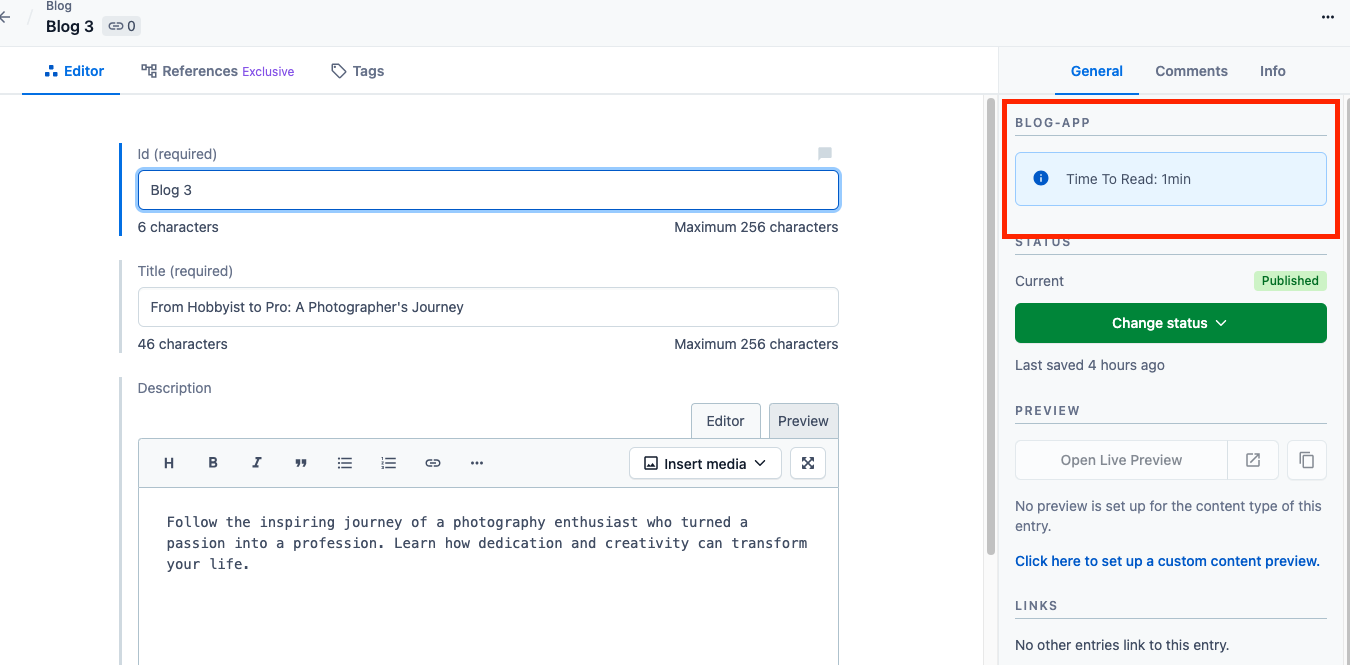 Blog
Blog 3 0
Editor
References Exclusive
Tags
General
Comments
Info
Id (required)
Blog 3
6 characters
Maximum 256 characters
Title (required)
From Hobbyist to Pro: A Photographer's Journey
46 characters
Maximum 256 characters
Description
Editor
Preview
H B I
Insert media
Follow the inspiring journey of a photography enthusiast who turned a
passion into a profession. Learn how dedication and creativity can transform
your life.
BLOG-APP
Time To Read: 1min
STATUS
Current
Published
Change status
Last saved 4 hours ago
PREVIEW
Open Live Preview
No preview is set up for the content type of this
entry.
Click here to set up a custom content preview.
LINKS
No other entries link to this entry.